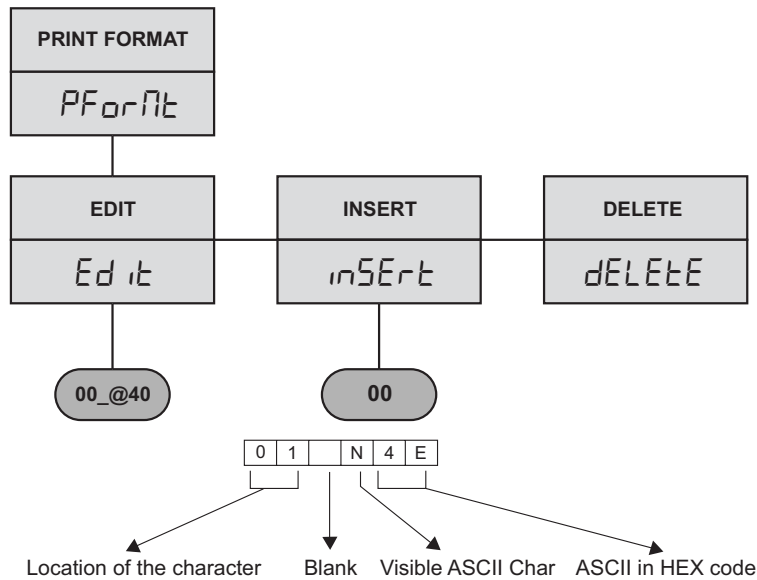 PRINT FORMAT
PForMt
EDIT
INSERT
DELETE
Edit
inSErt
dELEtE
00_@40
00
0 1 N 4 E
Location of the character
Blank
Visible ASCII Char
ASCII in HEX code